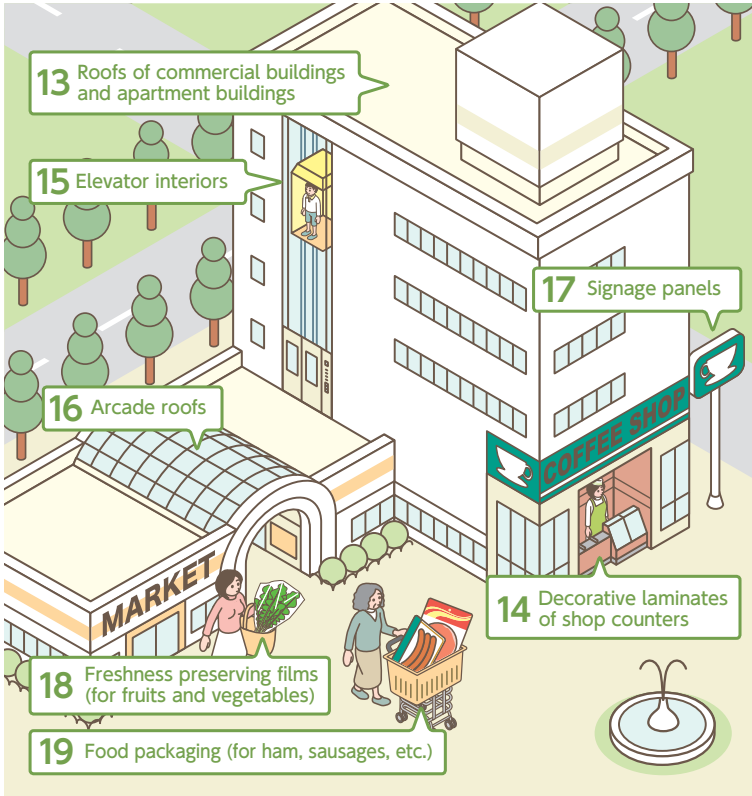 13 Roofs of commercial buildings
and apartment buildings
15 Elevator interiors
17 Signage panels
16 Arcade roofs
COFFEE SHOP
MARKET
14 Decorative laminates
of shop counters
18 Freshness preserving films
(for fruits and vegetables)
19 Food packaging (for ham, sausages, etc.)